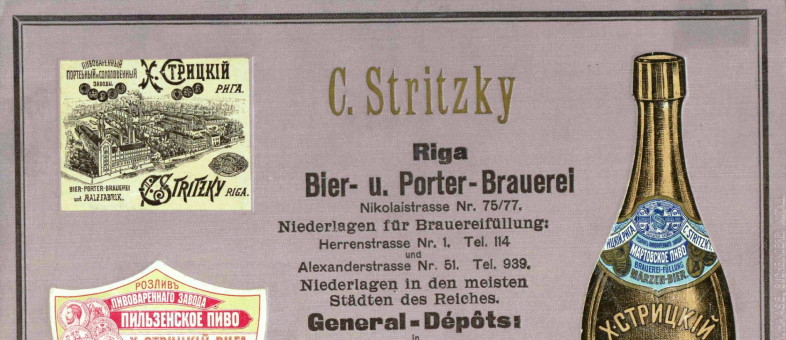 ПИВОВАРЕННЫЙ
ПОРТЕРНЫЙ и СОЛОДОВЕННЫЙ
ЗАВОДЫ
Х. СТРИЦКІЙ
РИГА.
BIER-PORTER-BRAUEREI
und MALZFABRIK.
C. STRITZKY
RIGA.
РОЗЛИВЪ
ПИВОВАРЕННАГО ЗАВОДА
ПИЛЬЗЕНСКОЕ ПИВО
Х. СТРИЦКІЙ РИГА
C. Stritzky
Riga
Bier- u. Porter-Brauerei
Nikolaistrasse Nr. 75/77.
Niederlagen für Brauereifüllung:
Herrenstrasse Nr. 1. Tel. 114
und
Alexanderstrasse Nr. 51. Tel. 939.
Niederlagen in den meisten
Städten des Reiches.
General-Dépôts:
in
C. STRITZKY
МАРТОВСКОЕ ПИВО
BRAUEREI-FÜLLUNG
MÄRZEN-BIER
Х. СТРИЦКІЙ